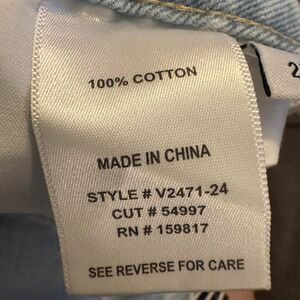 100% COTTON
MADE IN CHINA
STYLE # V2471-24
CUT # 54997
RN # 159817
SEE REVERSE FOR CARE